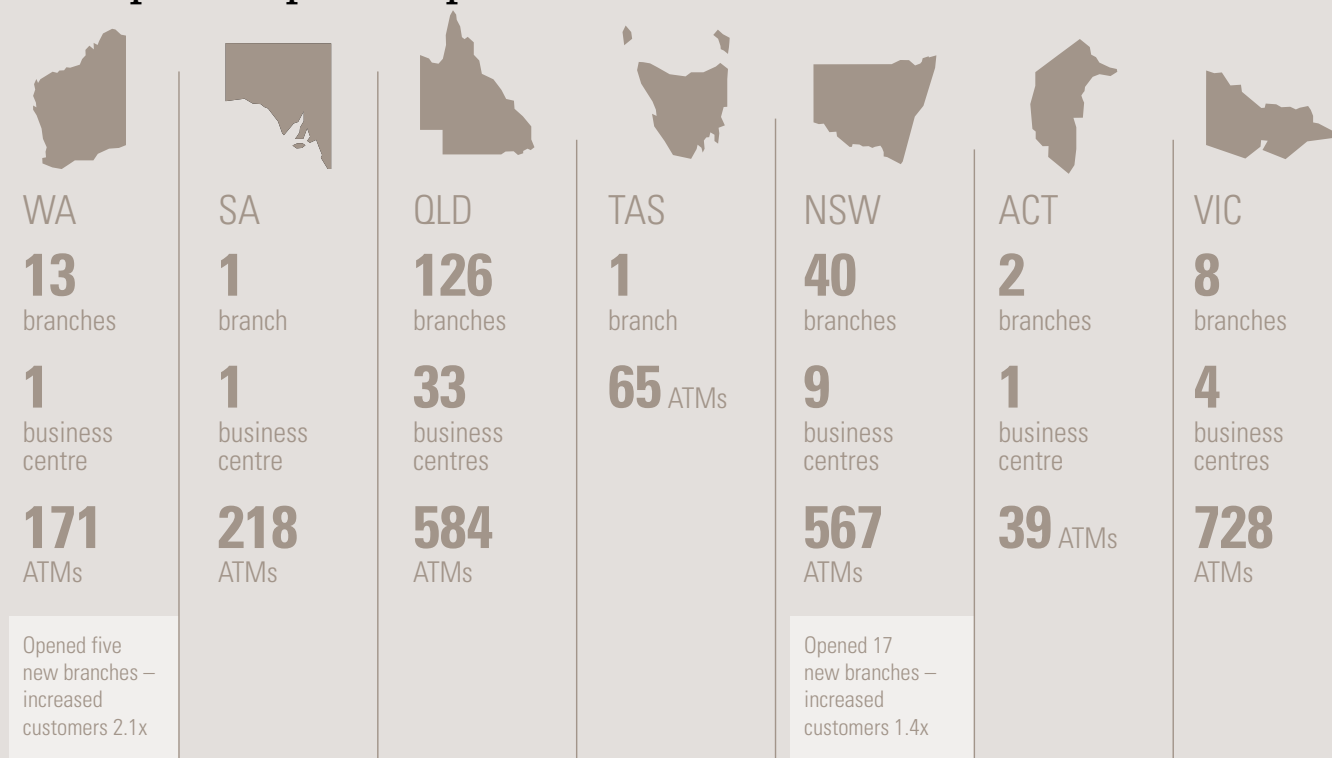 WA
13
branches
1
business
centre
171
ATMs
Opened five
new branches –
increased
customers 2.1x
SA
1
branch
1
business
centre
218
ATMs
QLD
126
branches
33
business
centres
584
ATMs
TAS
1
branch
65 ATMs
NSW
40
branches
9
business
centres
567
ATMs
Opened 17
new branches –
increased
customers 1.4x
ACT
2
branches
1
business
centre
39 ATMs
VIC
8
branches
4
business
centres
728
ATMs